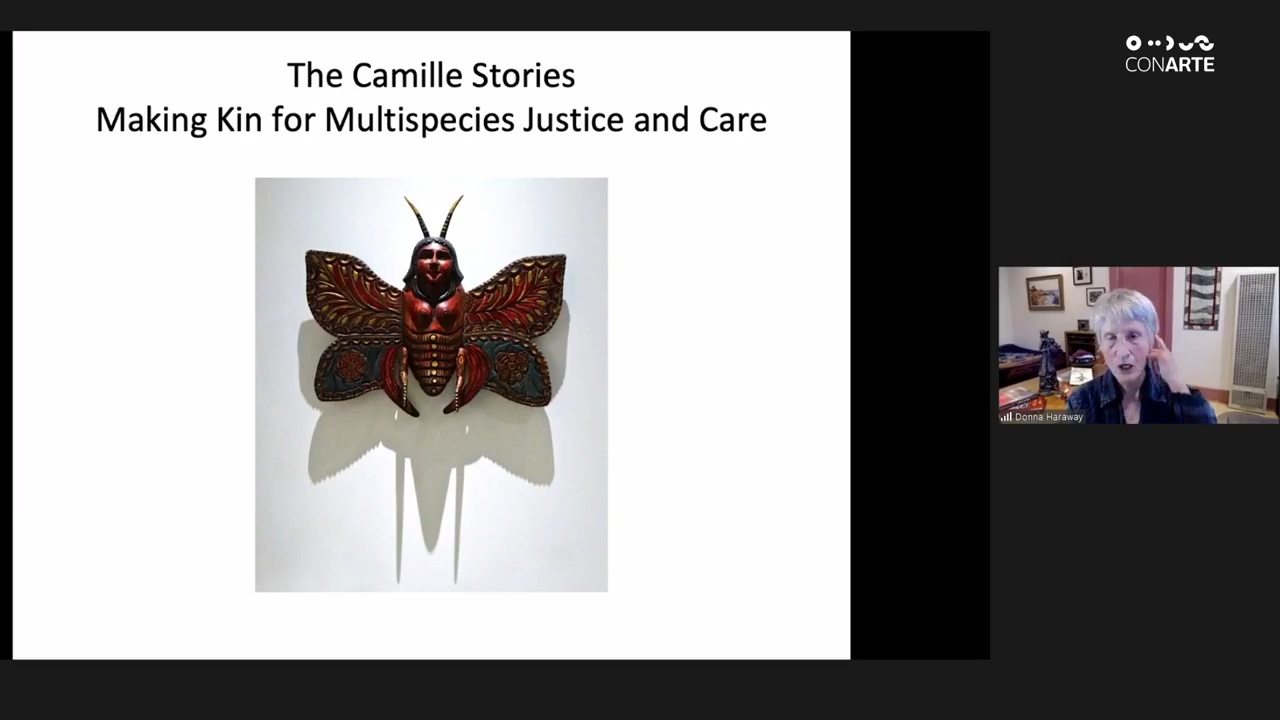 The Camille Stories
Making Kin for Multispecies Justice and Care
CONARTE
Donna Haraway